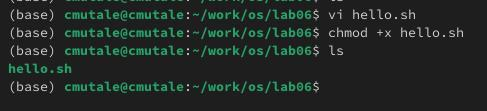 (base) cmutale@cmutale:~/work/os/lab06$ vi hello.sh
(base) cmutale@cmutale:~/work/os/lab06$ chmod +x hello.sh
(base) cmutale@cmutale:~/work/os/lab06$ ls
hello.sh
(base) cmutale@cmutale:~/work/os/lab06$